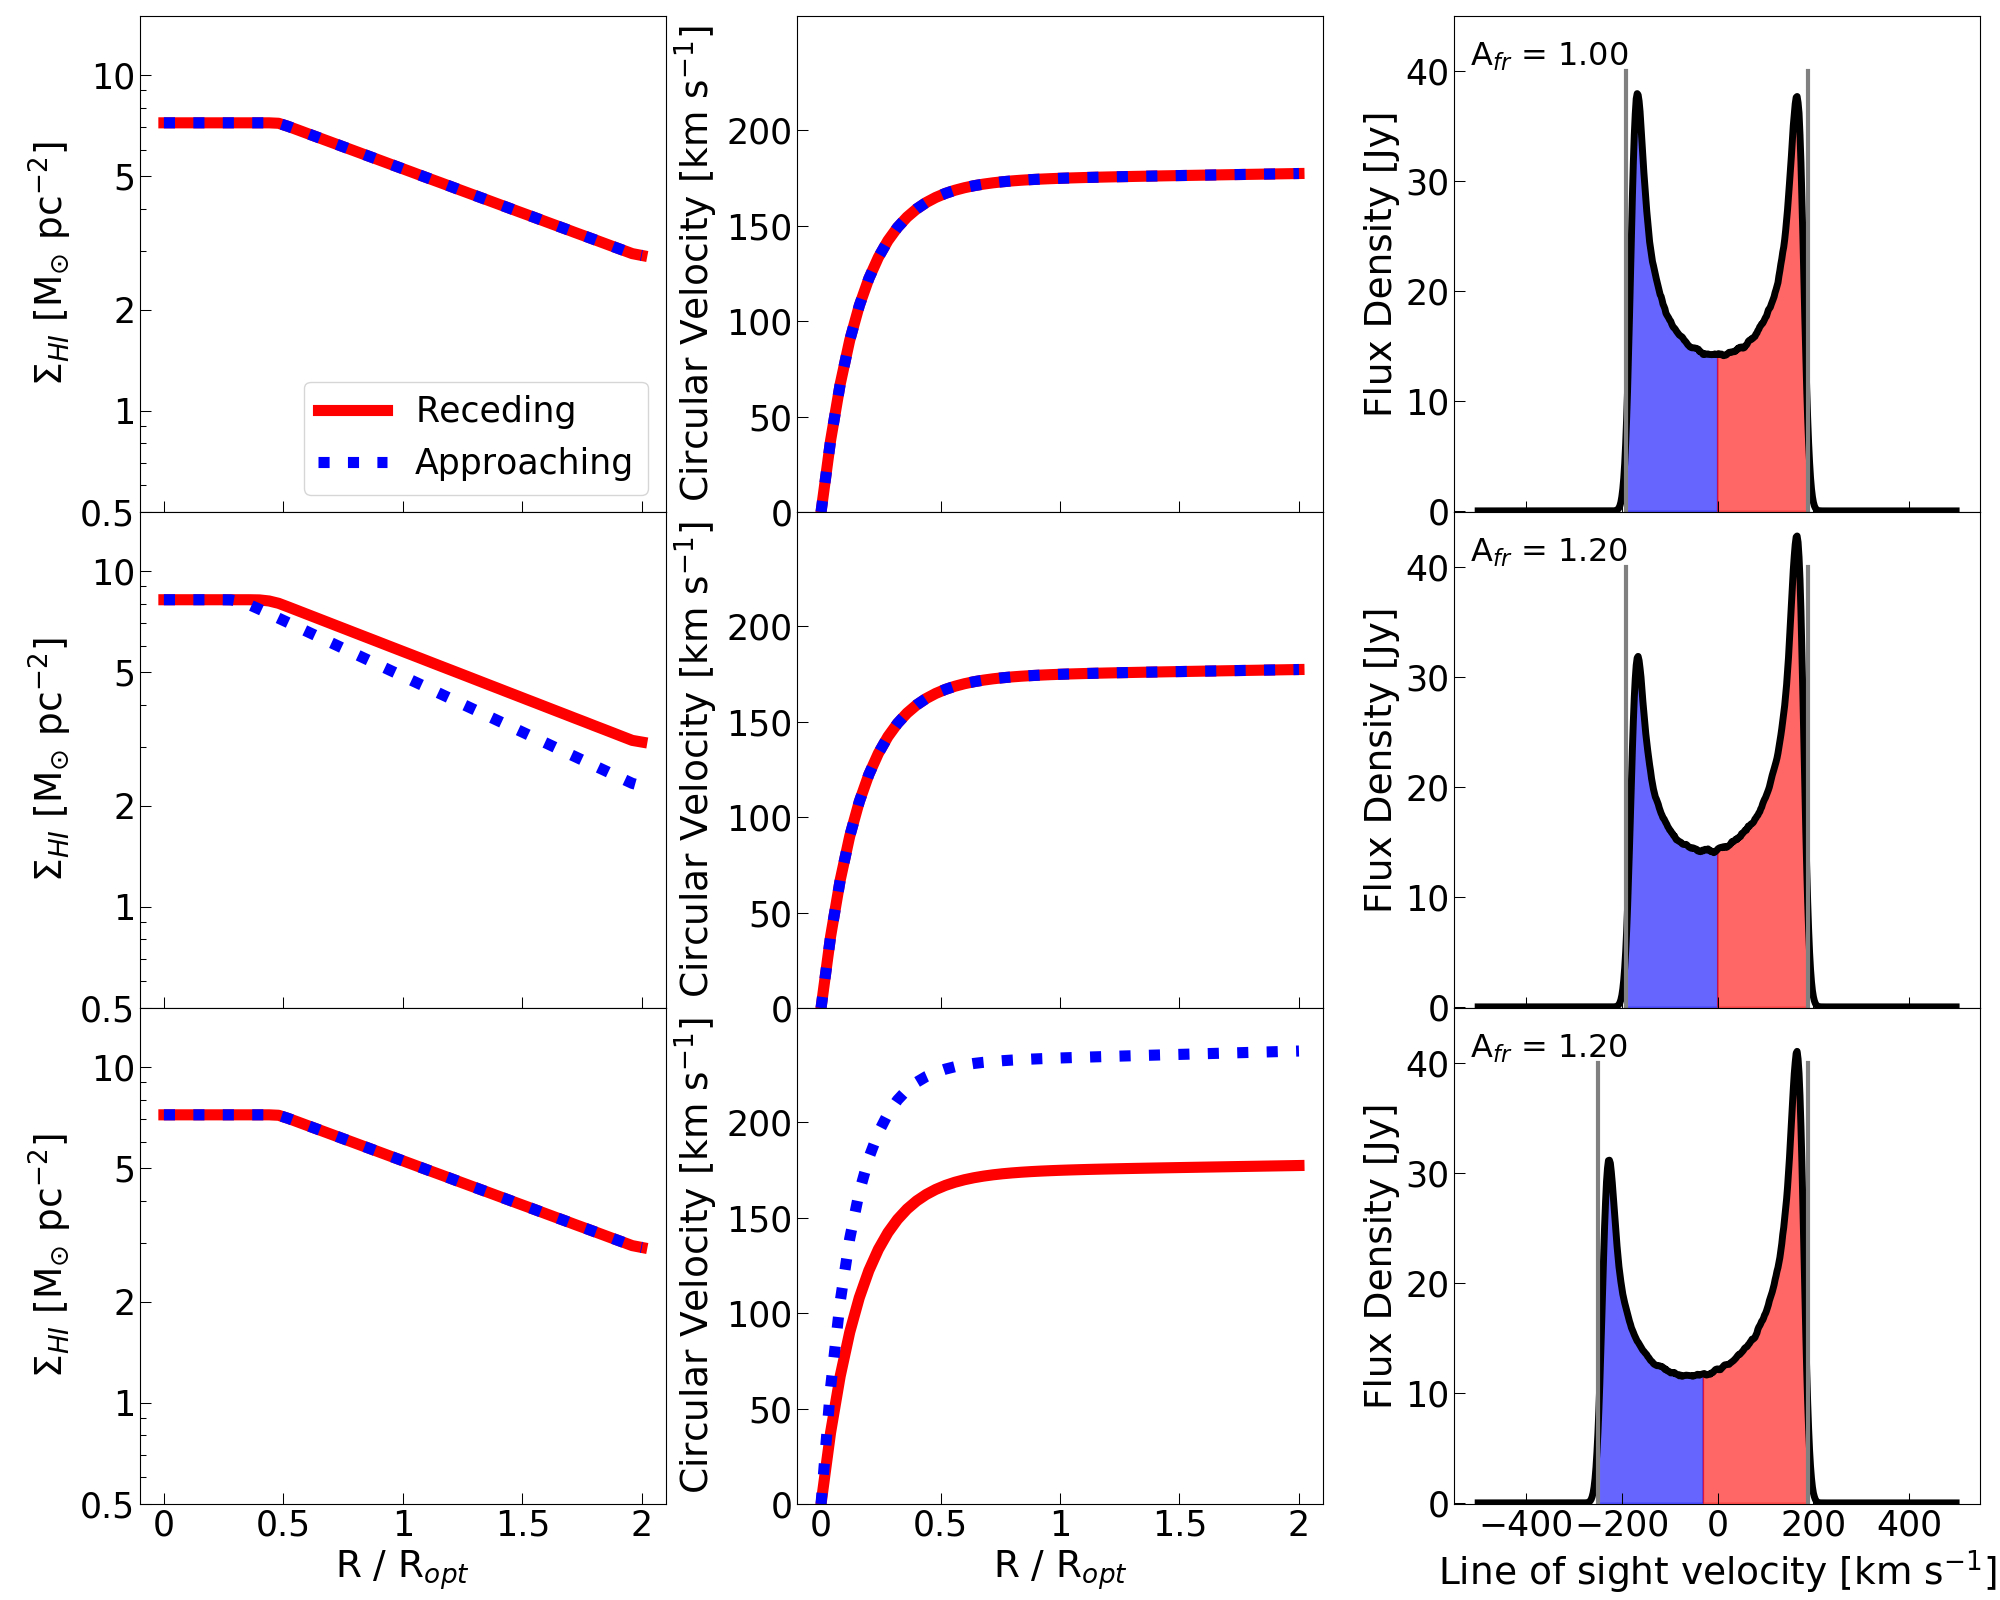 Σ_HI [M⊙ pc⁻²]
10
5
2
1
0.5
Receding
Approaching
Circular Velocity [km s⁻¹]
200
150
100
50
0
A_fr = 1.00
Flux Density [Jy]
40
30
20
10
0
Σ_HI [M⊙ pc⁻²]
10
5
2
1
0.5
Circular Velocity [km s⁻¹]
200
150
100
50
0
A_fr = 1.20
Flux Density [Jy]
40
30
20
10
0
Σ_HI [M⊙ pc⁻²]
10
5
2
1
0.5
0 0.5 1 1.5 2
R / R_opt
Circular Velocity [km s⁻¹]
200
150
100
50
0
0 0.5 1 1.5 2
R / R_opt
A_fr = 1.20
Flux Density [Jy]
40
30
20
10
0
−400 −200 0 200 400
Line of sight velocity [km s⁻¹]